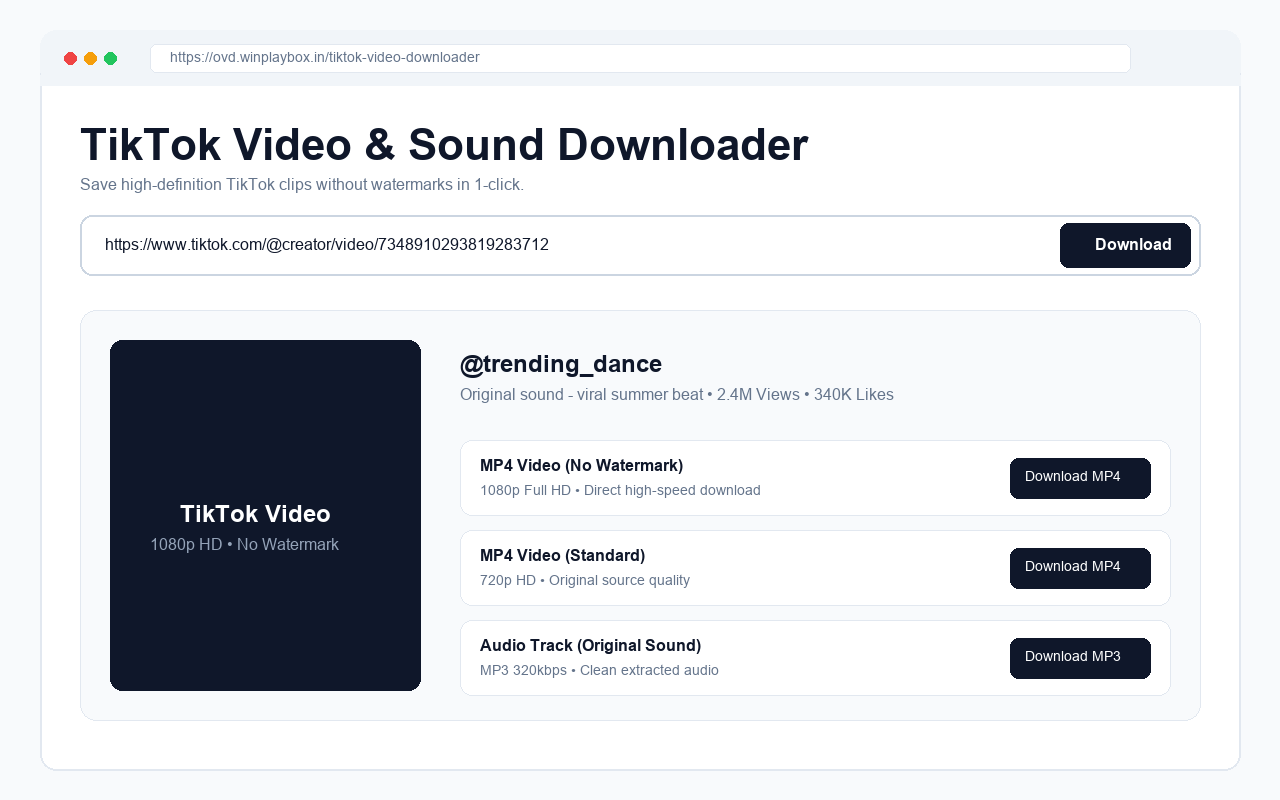 https://ovd.winplaybox.in/tiktok-video-downloader
TikTok Video & Sound Downloader
Save high-definition TikTok clips without watermarks in 1-click.
https://www.tiktok.com/@creator/video/7348910293819283712
Download
TikTok Video
1080p HD • No Watermark
@trending_dance
Original sound - viral summer beat • 2.4M Views • 340K Likes
MP4 Video (No Watermark)
1080p Full HD • Direct high-speed download
Download MP4
MP4 Video (Standard)
720p HD • Original source quality
Download MP4
Audio Track (Original Sound)
MP3 320kbps • Clean extracted audio
Download MP3